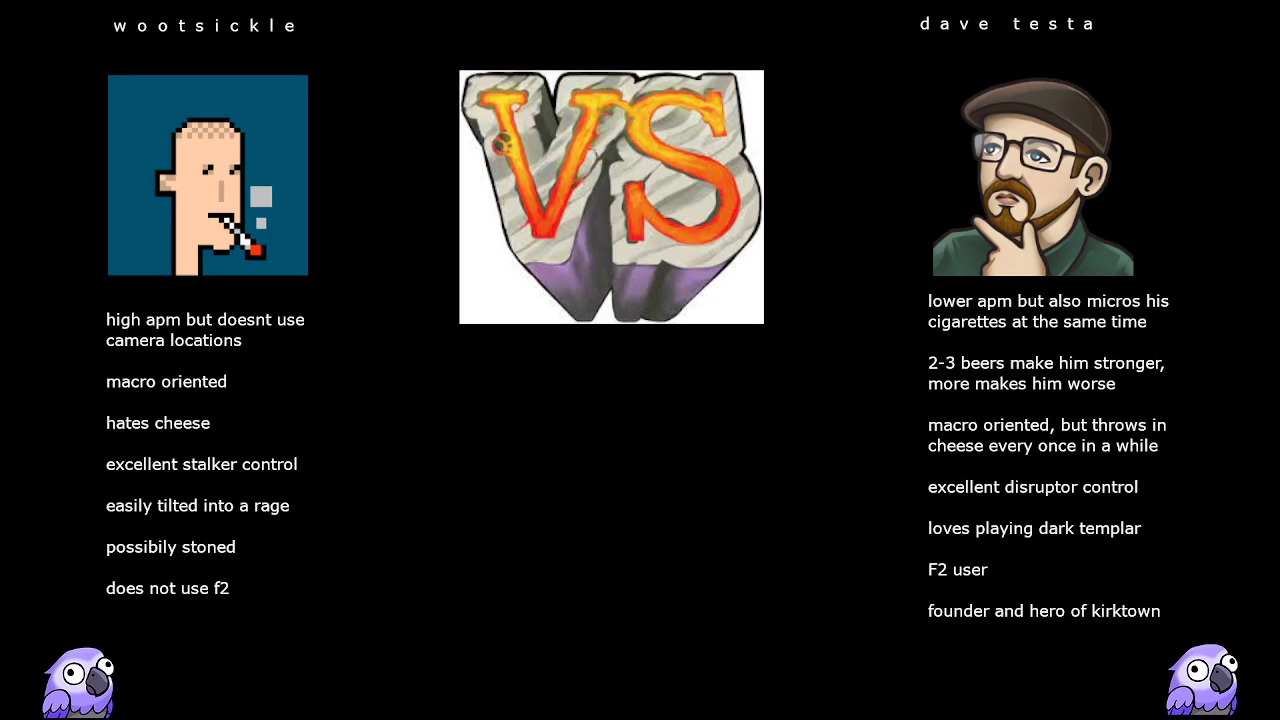 wootsickle
dave testa
VS
high apm but doesnt use
camera locations
macro oriented
hates cheese
excellent stalker control
easily tilted into a rage
possibily stoned
does not use f2
lower apm but also micros his
cigarettes at the same time
2-3 beers make him stronger,
more makes him worse
macro oriented, but throws in
cheese every once in a while
excellent disruptor control
loves playing dark templar
F2 user
founder and hero of kirktown